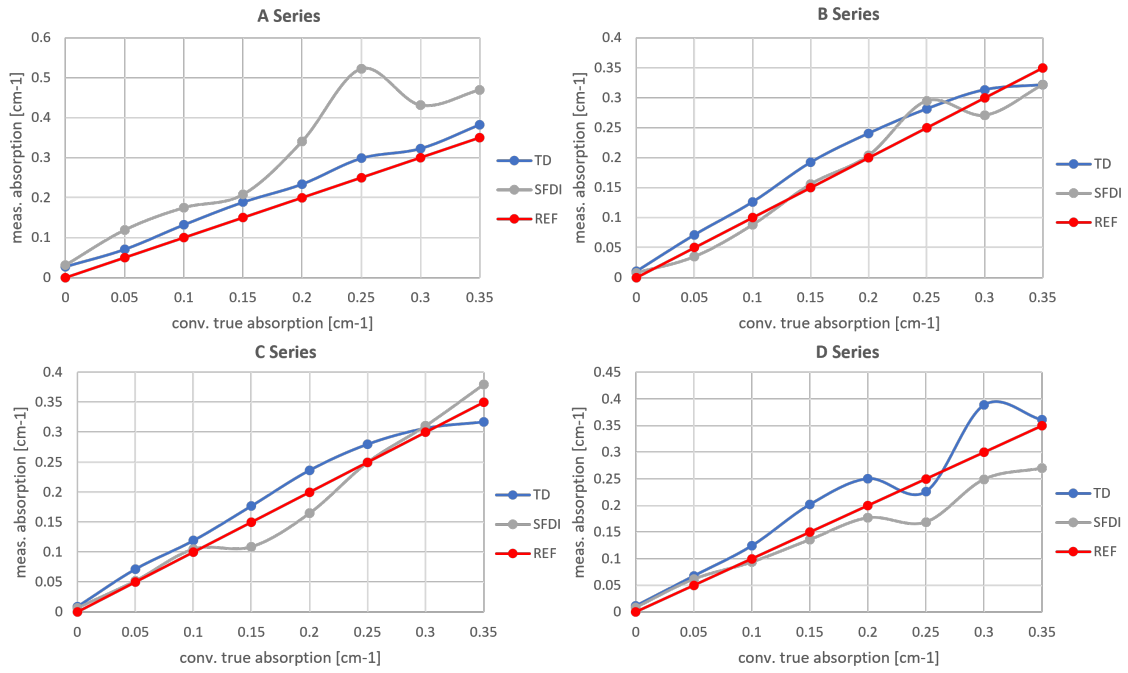 A Series
meas. absorption [cm-1]
0.6
0.5
0.4
0.3
0.2
0.1
0
0 0.05 0.1 0.15 0.2 0.25 0.3 0.35
conv. true absorption [cm-1]
TD
SFDI
REF
B Series
meas. absorption [cm-1]
0.4
0.35
0.3
0.25
0.2
0.15
0.1
0.05
0
0 0.05 0.1 0.15 0.2 0.25 0.3 0.35
conv. true absorption [cm-1]
TD
SFDI
REF
C Series
meas. absorption [cm-1]
0.4
0.35
0.3
0.25
0.2
0.15
0.1
0.05
0
0 0.05 0.1 0.15 0.2 0.25 0.3 0.35
conv. true absorption [cm-1]
TD
SFDI
REF
D Series
meas. absorption [cm-1]
0.45
0.4
0.35
0.3
0.25
0.2
0.15
0.1
0.05
0
0 0.05 0.1 0.15 0.2 0.25 0.3 0.35
conv. true absorption [cm-1]
TD
SFDI
REF